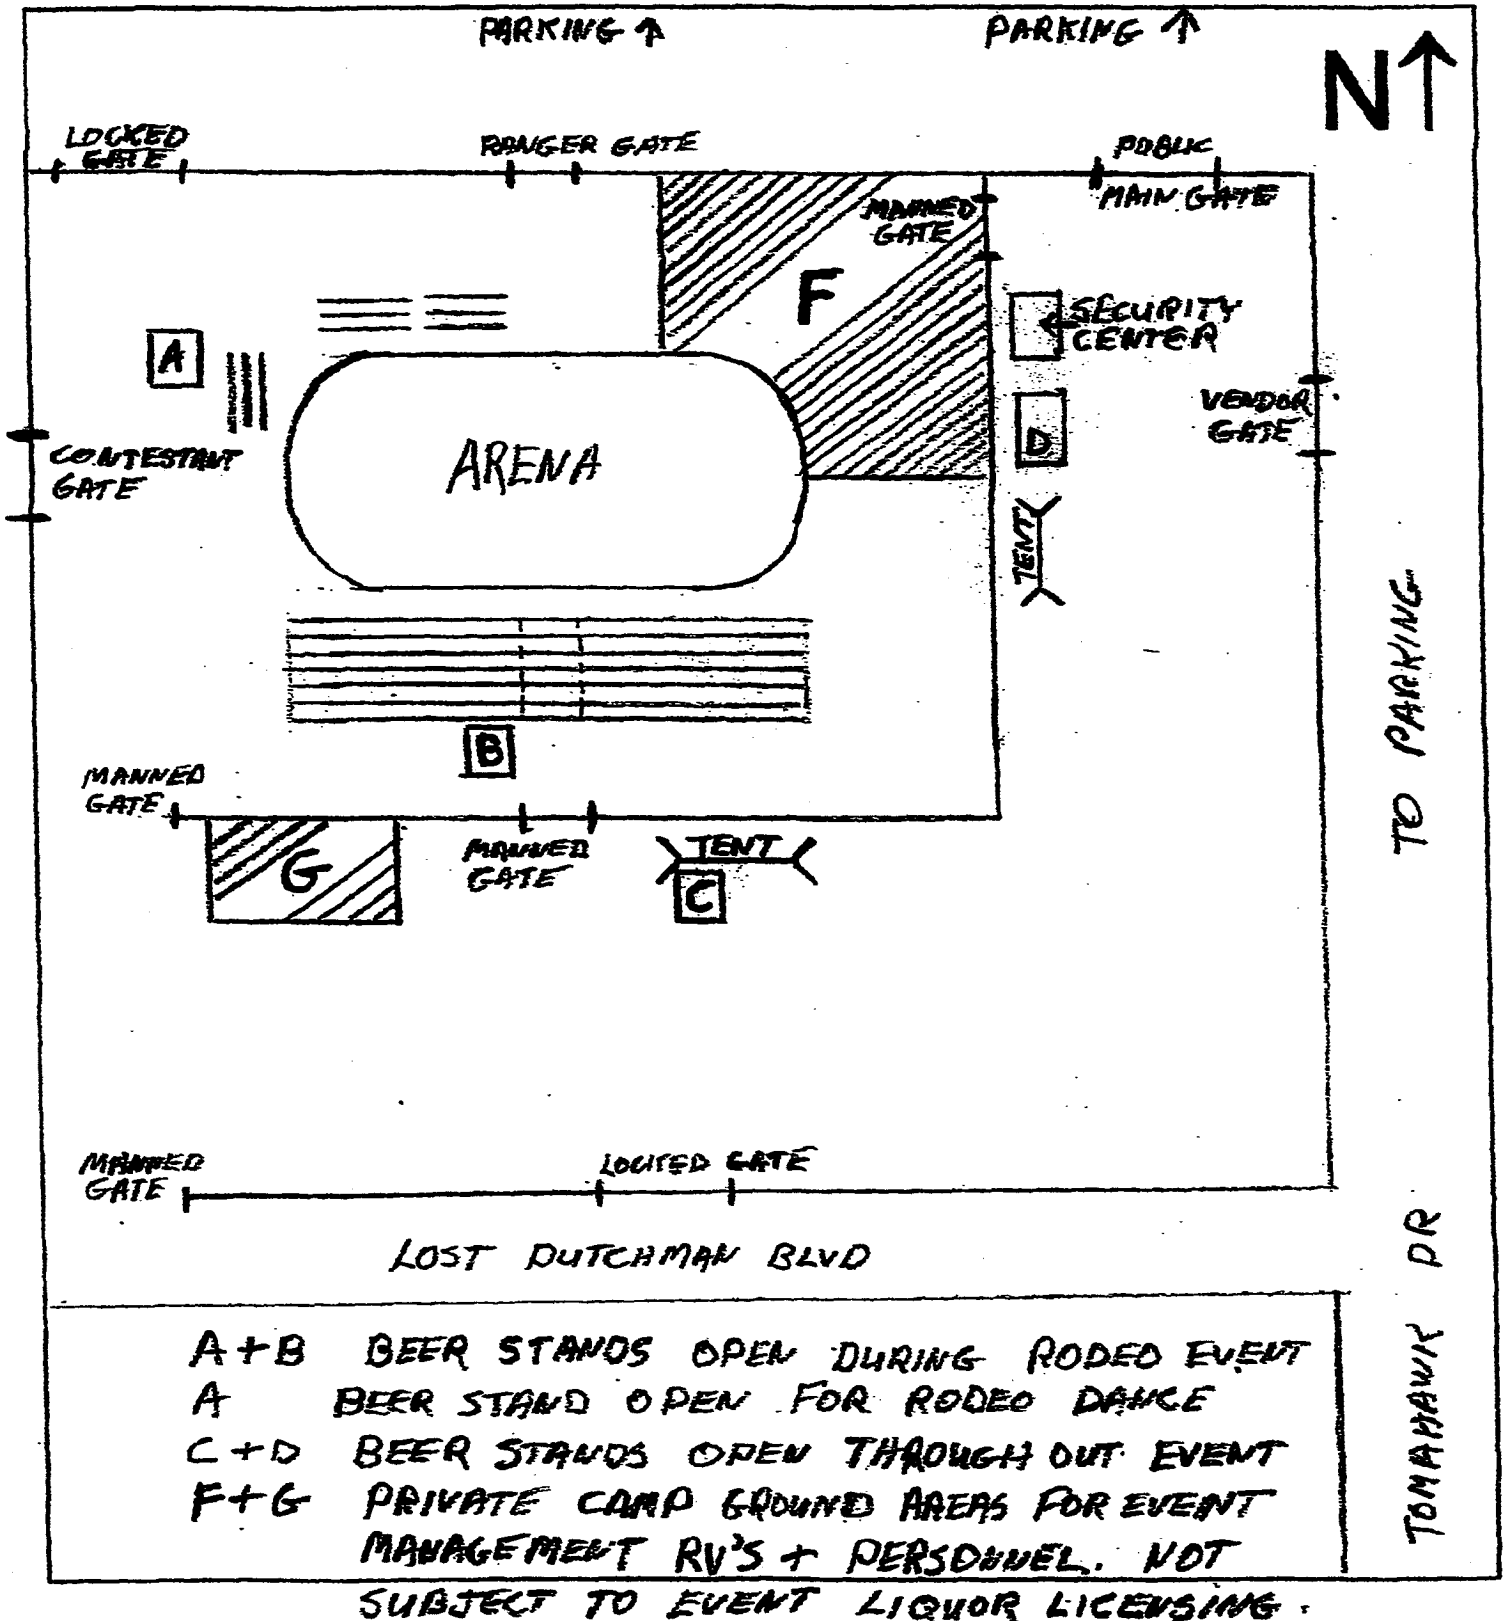 PARKING ↑ PARKING ↑
N↑
LOCKED
GATE
RANGER GATE
PUBLIC
MAIN GATE
MANNED
GATE
F
SECURITY
CENTER
A
D
VENDOR
GATE
CONTESTANT
GATE
ARENA
TENT
TO PARKING
B
MANNED
GATE
G
MANNED
GATE
TENT
C
MANNED
GATE
LOCKED GATE
LOST DUTCHMAN BLVD
TOMAHAWK DR
A+B BEER STANDS OPEN DURING RODEO EVENT
A BEER STAND OPEN FOR RODEO DANCE
C+D BEER STANDS OPEN THROUGH OUT EVENT
F+G PRIVATE CAMP GROUND AREAS FOR EVENT
MANAGEMENT RV'S + PERSONNEL. NOT
SUBJECT TO EVENT LIQUOR LICENSING.